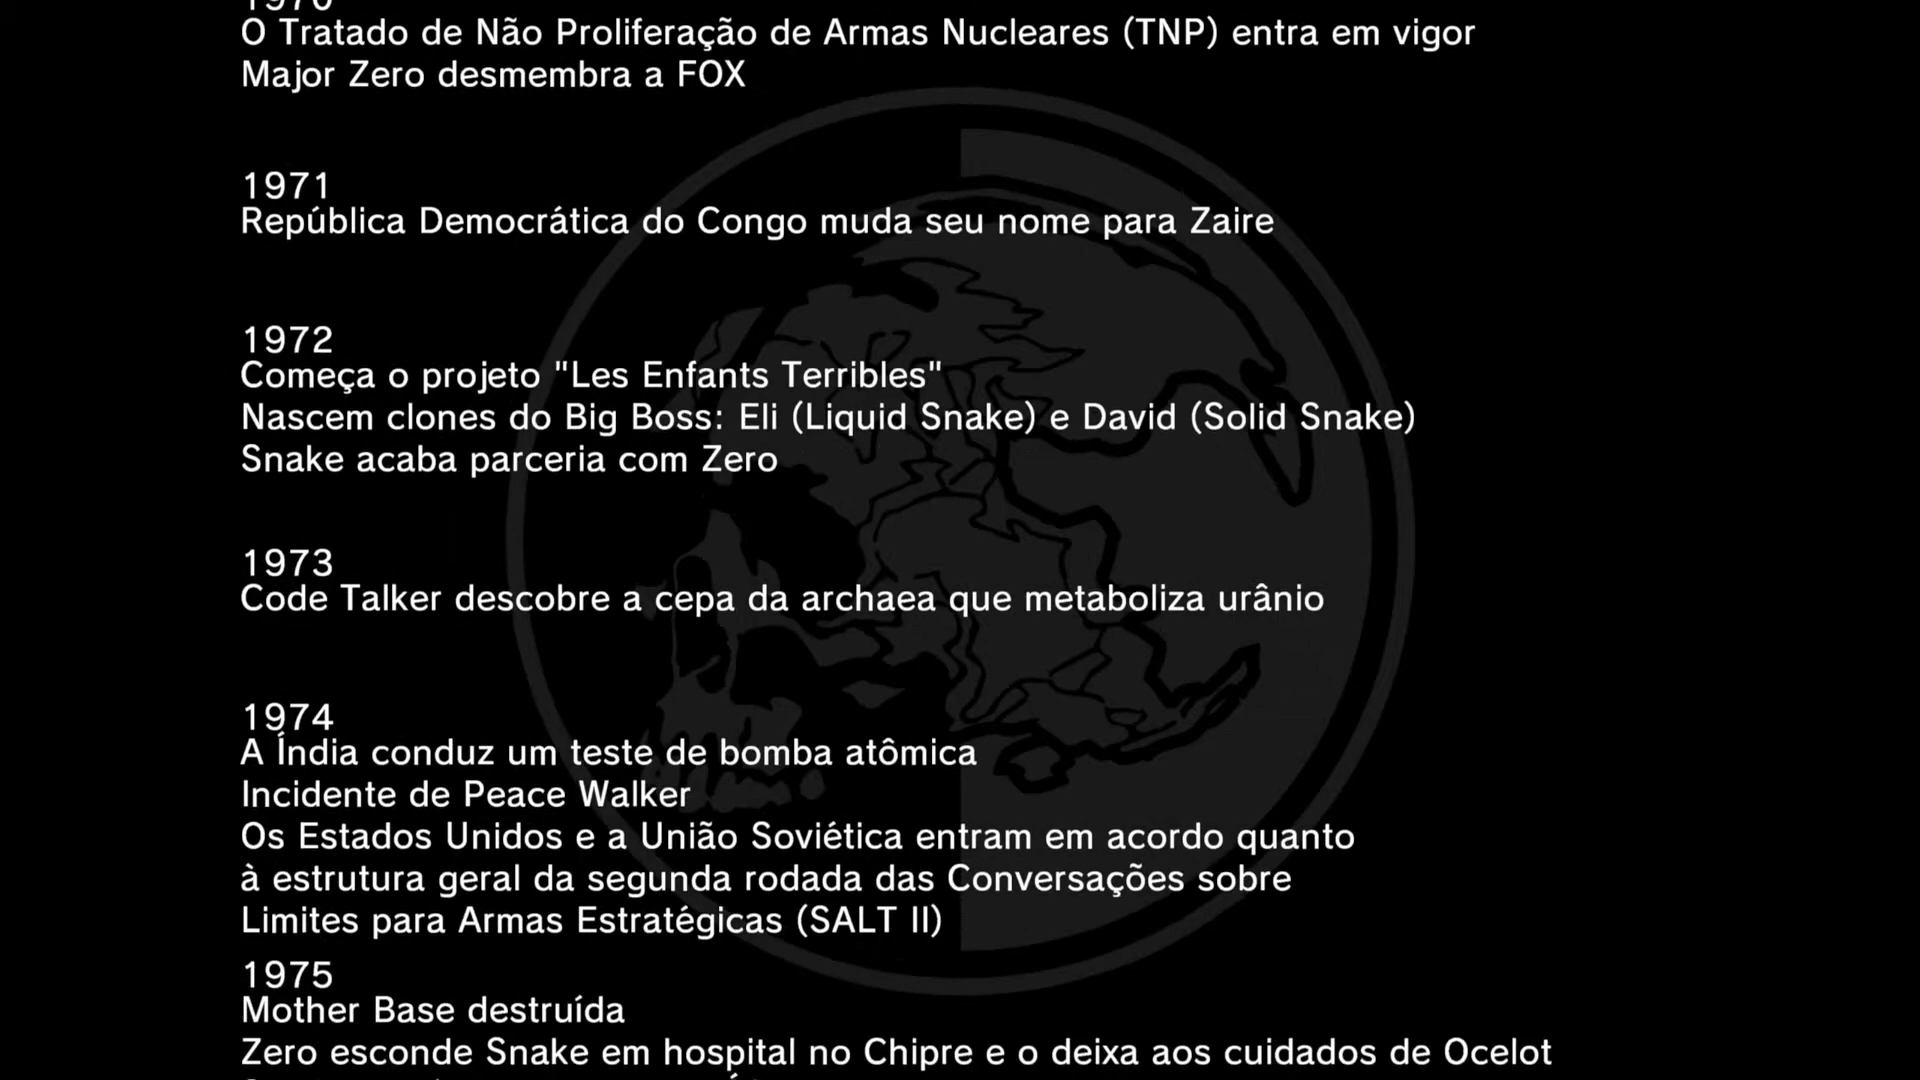 1970
O Tratado de Não Proliferação de Armas Nucleares (TNP) entra em vigor
Major Zero desmembra a FOX
1971
República Democrática do Congo muda seu nome para Zaire
1972
Começa o projeto "Les Enfants Terribles"
Nascem clones do Big Boss: Eli (Liquid Snake) e David (Solid Snake)
Snake acaba parceria com Zero
1973
Code Talker descobre a cepa da archaea que metaboliza urânio
1974
A Índia conduz um teste de bomba atômica
Incidente de Peace Walker
Os Estados Unidos e a União Soviética entram em acordo quanto
à estrutura geral da segunda rodada das Conversações sobre
Limites para Armas Estratégicas (SALT II)
1975
Mother Base destruída
Zero esconde Snake em hospital no Chipre e o deixa aos cuidados de Ocelot